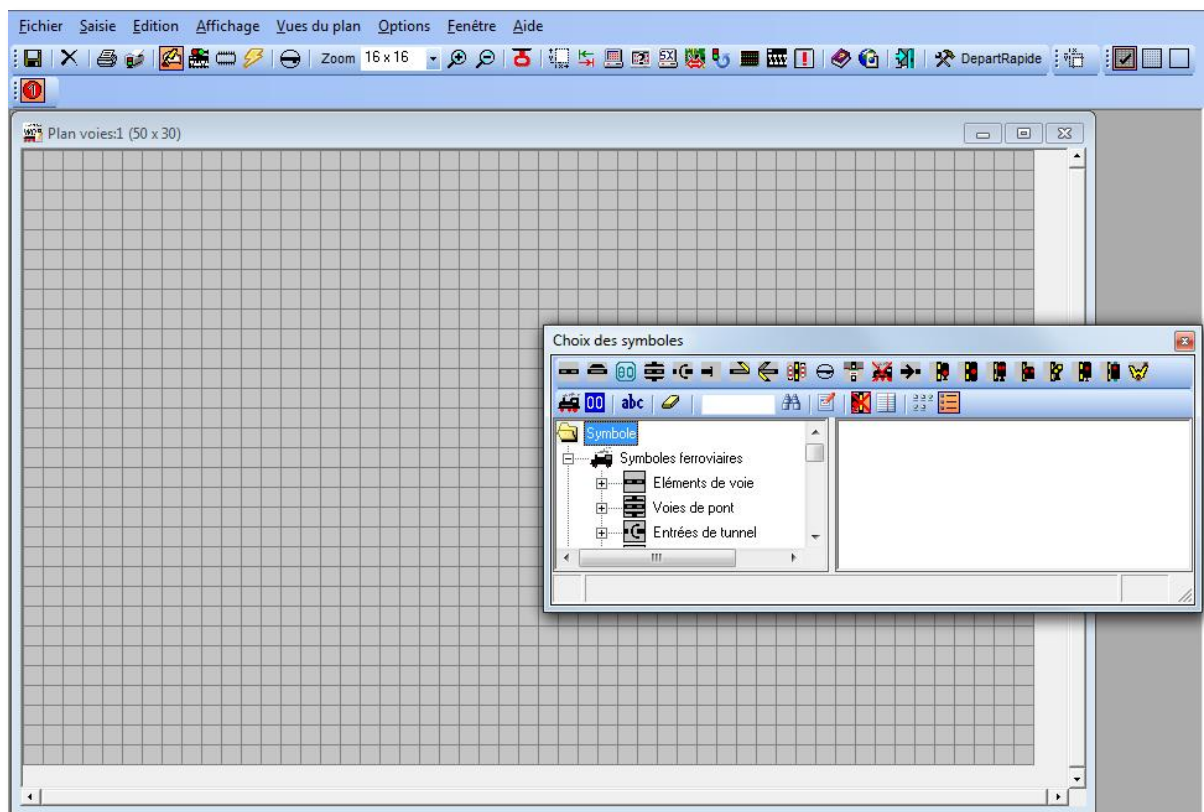 Fichier Saisie Edition Affichage Vues du plan Options Fenêtre Aide
Zoom 16 x 16 DepartRapide
Plan voies:1 (50 x 30)
Choix des symboles
abc
Symbole
Symboles ferroviaires
Eléments de voie
Voies de pont
Entrées de tunnel